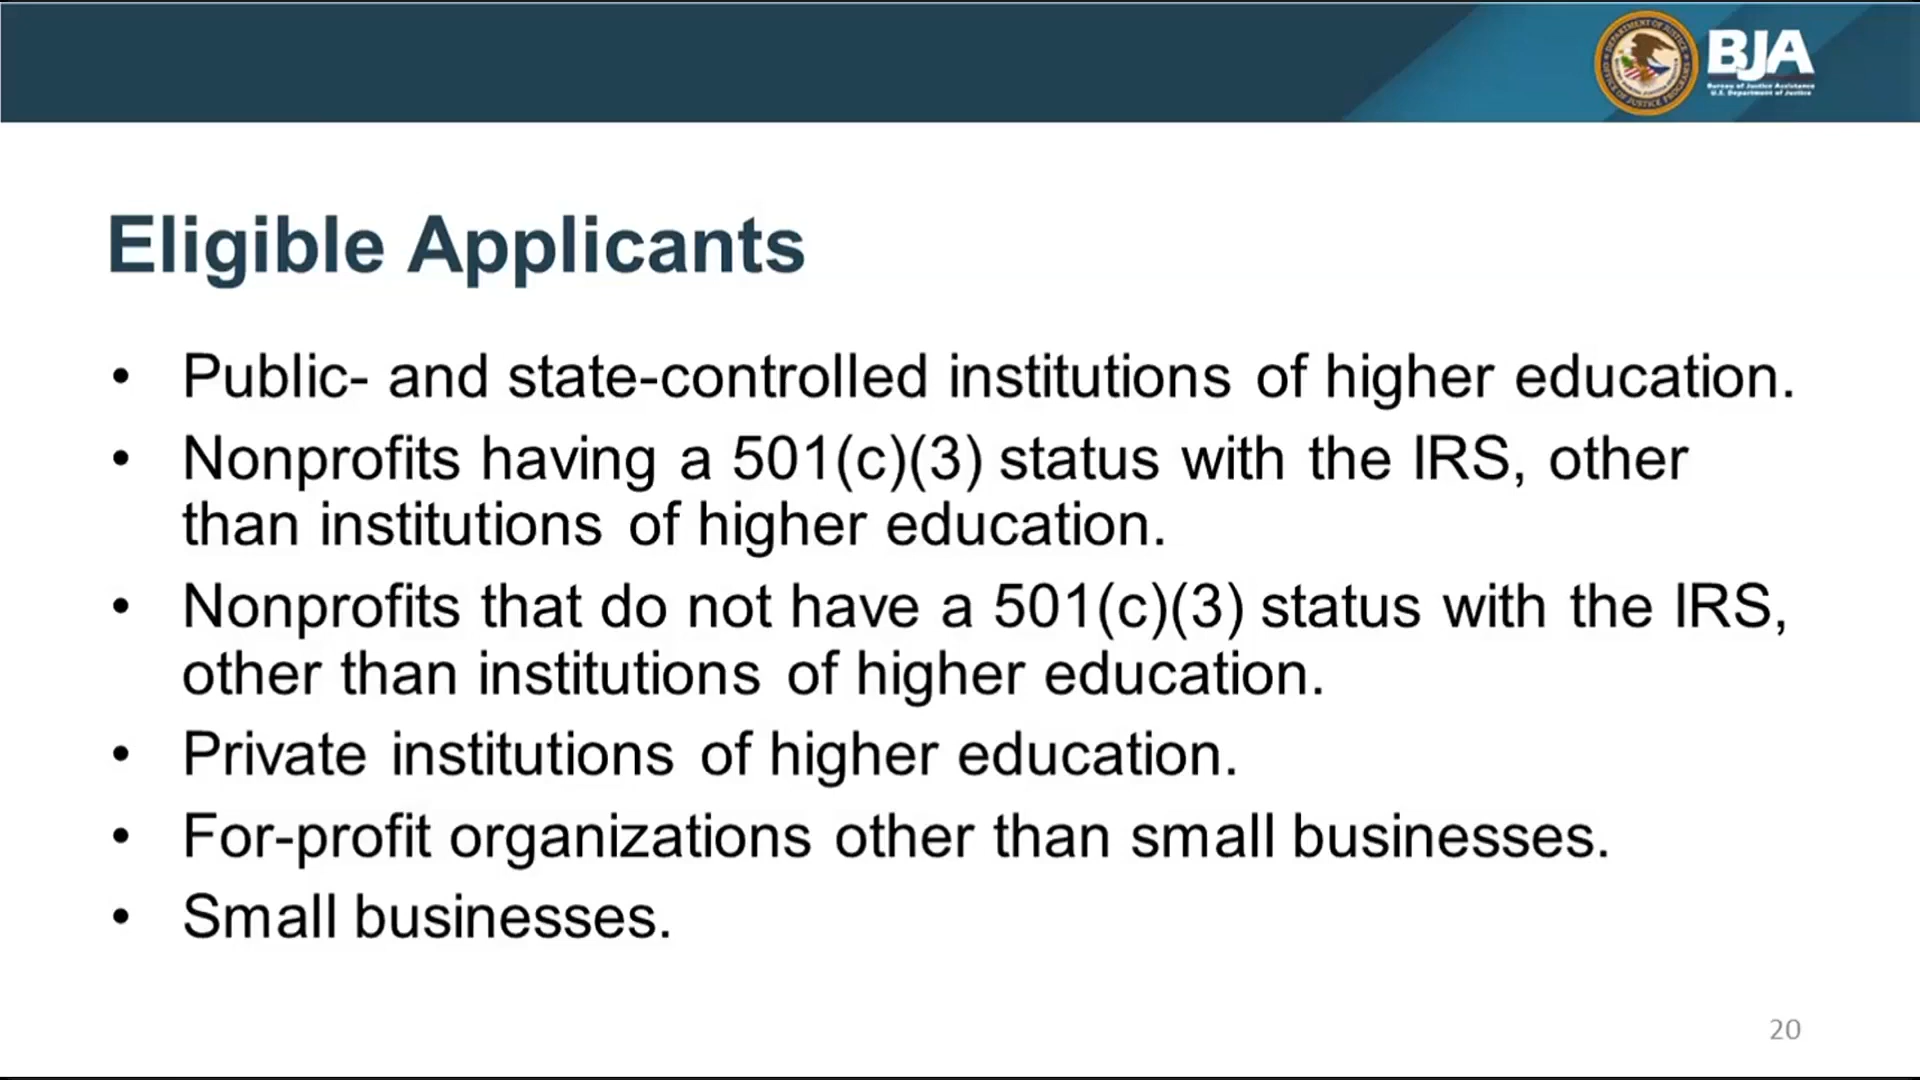 BJA
Bureau of Justice Assistance
U.S. Department of Justice
Eligible Applicants
• Public- and state-controlled institutions of higher education.
• Nonprofits having a 501(c)(3) status with the IRS, other
than institutions of higher education.
• Nonprofits that do not have a 501(c)(3) status with the IRS,
other than institutions of higher education.
• Private institutions of higher education.
• For-profit organizations other than small businesses.
• Small businesses.
20